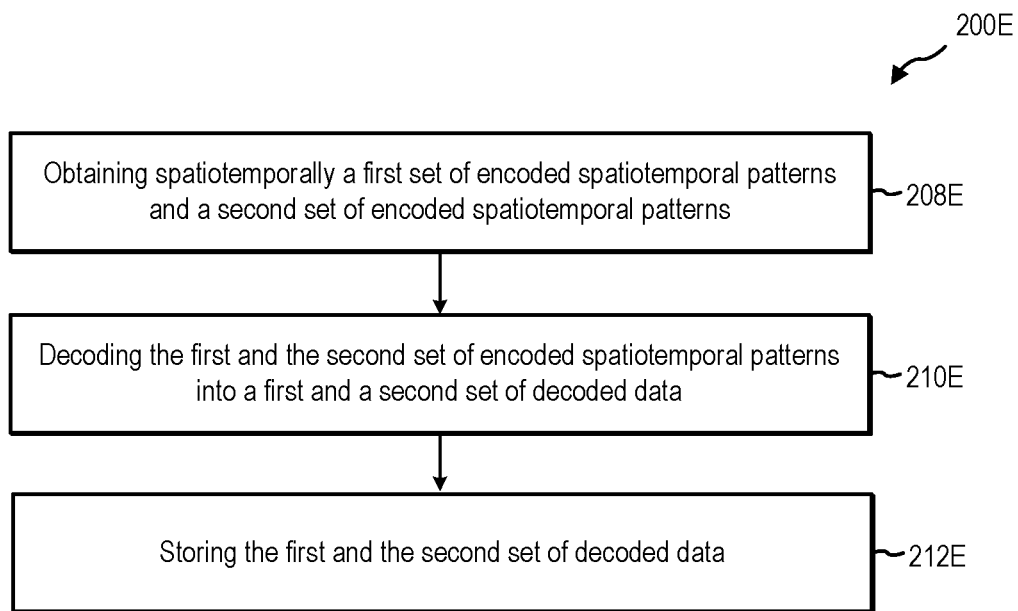 200E
Obtaining spatiotemporally a first set of encoded spatiotemporal patterns
and a second set of encoded spatiotemporal patterns
208E
Decoding the first and the second set of encoded spatiotemporal patterns
into a first and a second set of decoded data
210E
Storing the first and the second set of decoded data
212E